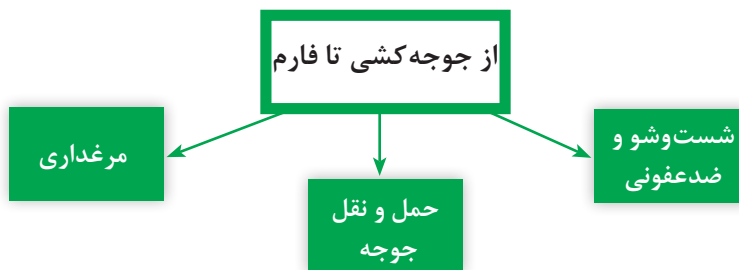 از جوجه‌کشی تا فارم
شست‌وشو و
ضدعفونی
حمل و نقل
جوجه
مرغداری